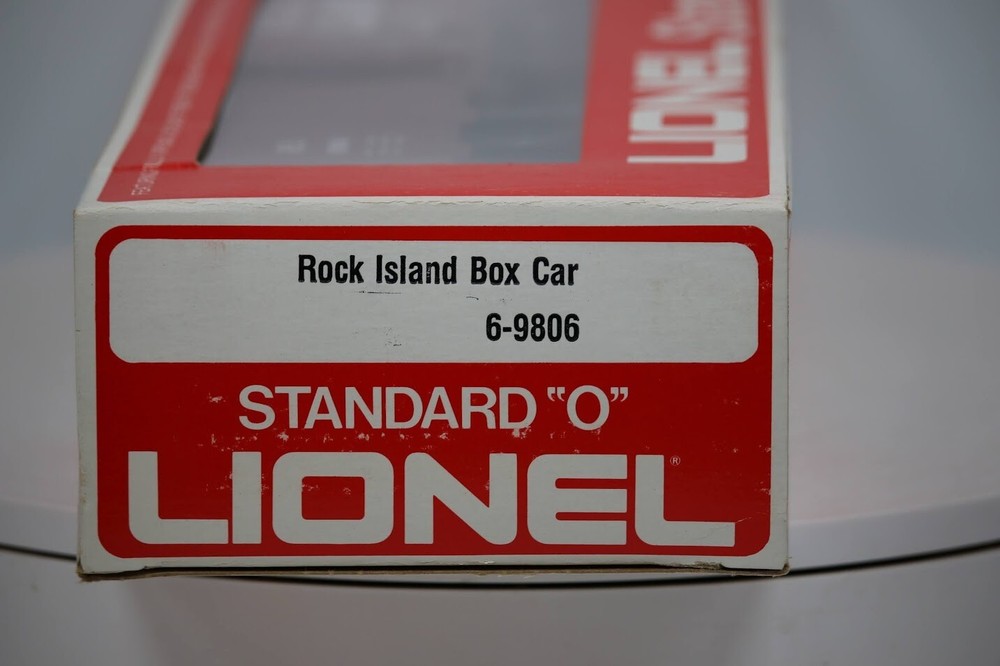 LIONEL
Rock Island Box Car
6-9806
STANDARD "O"
LIONEL®